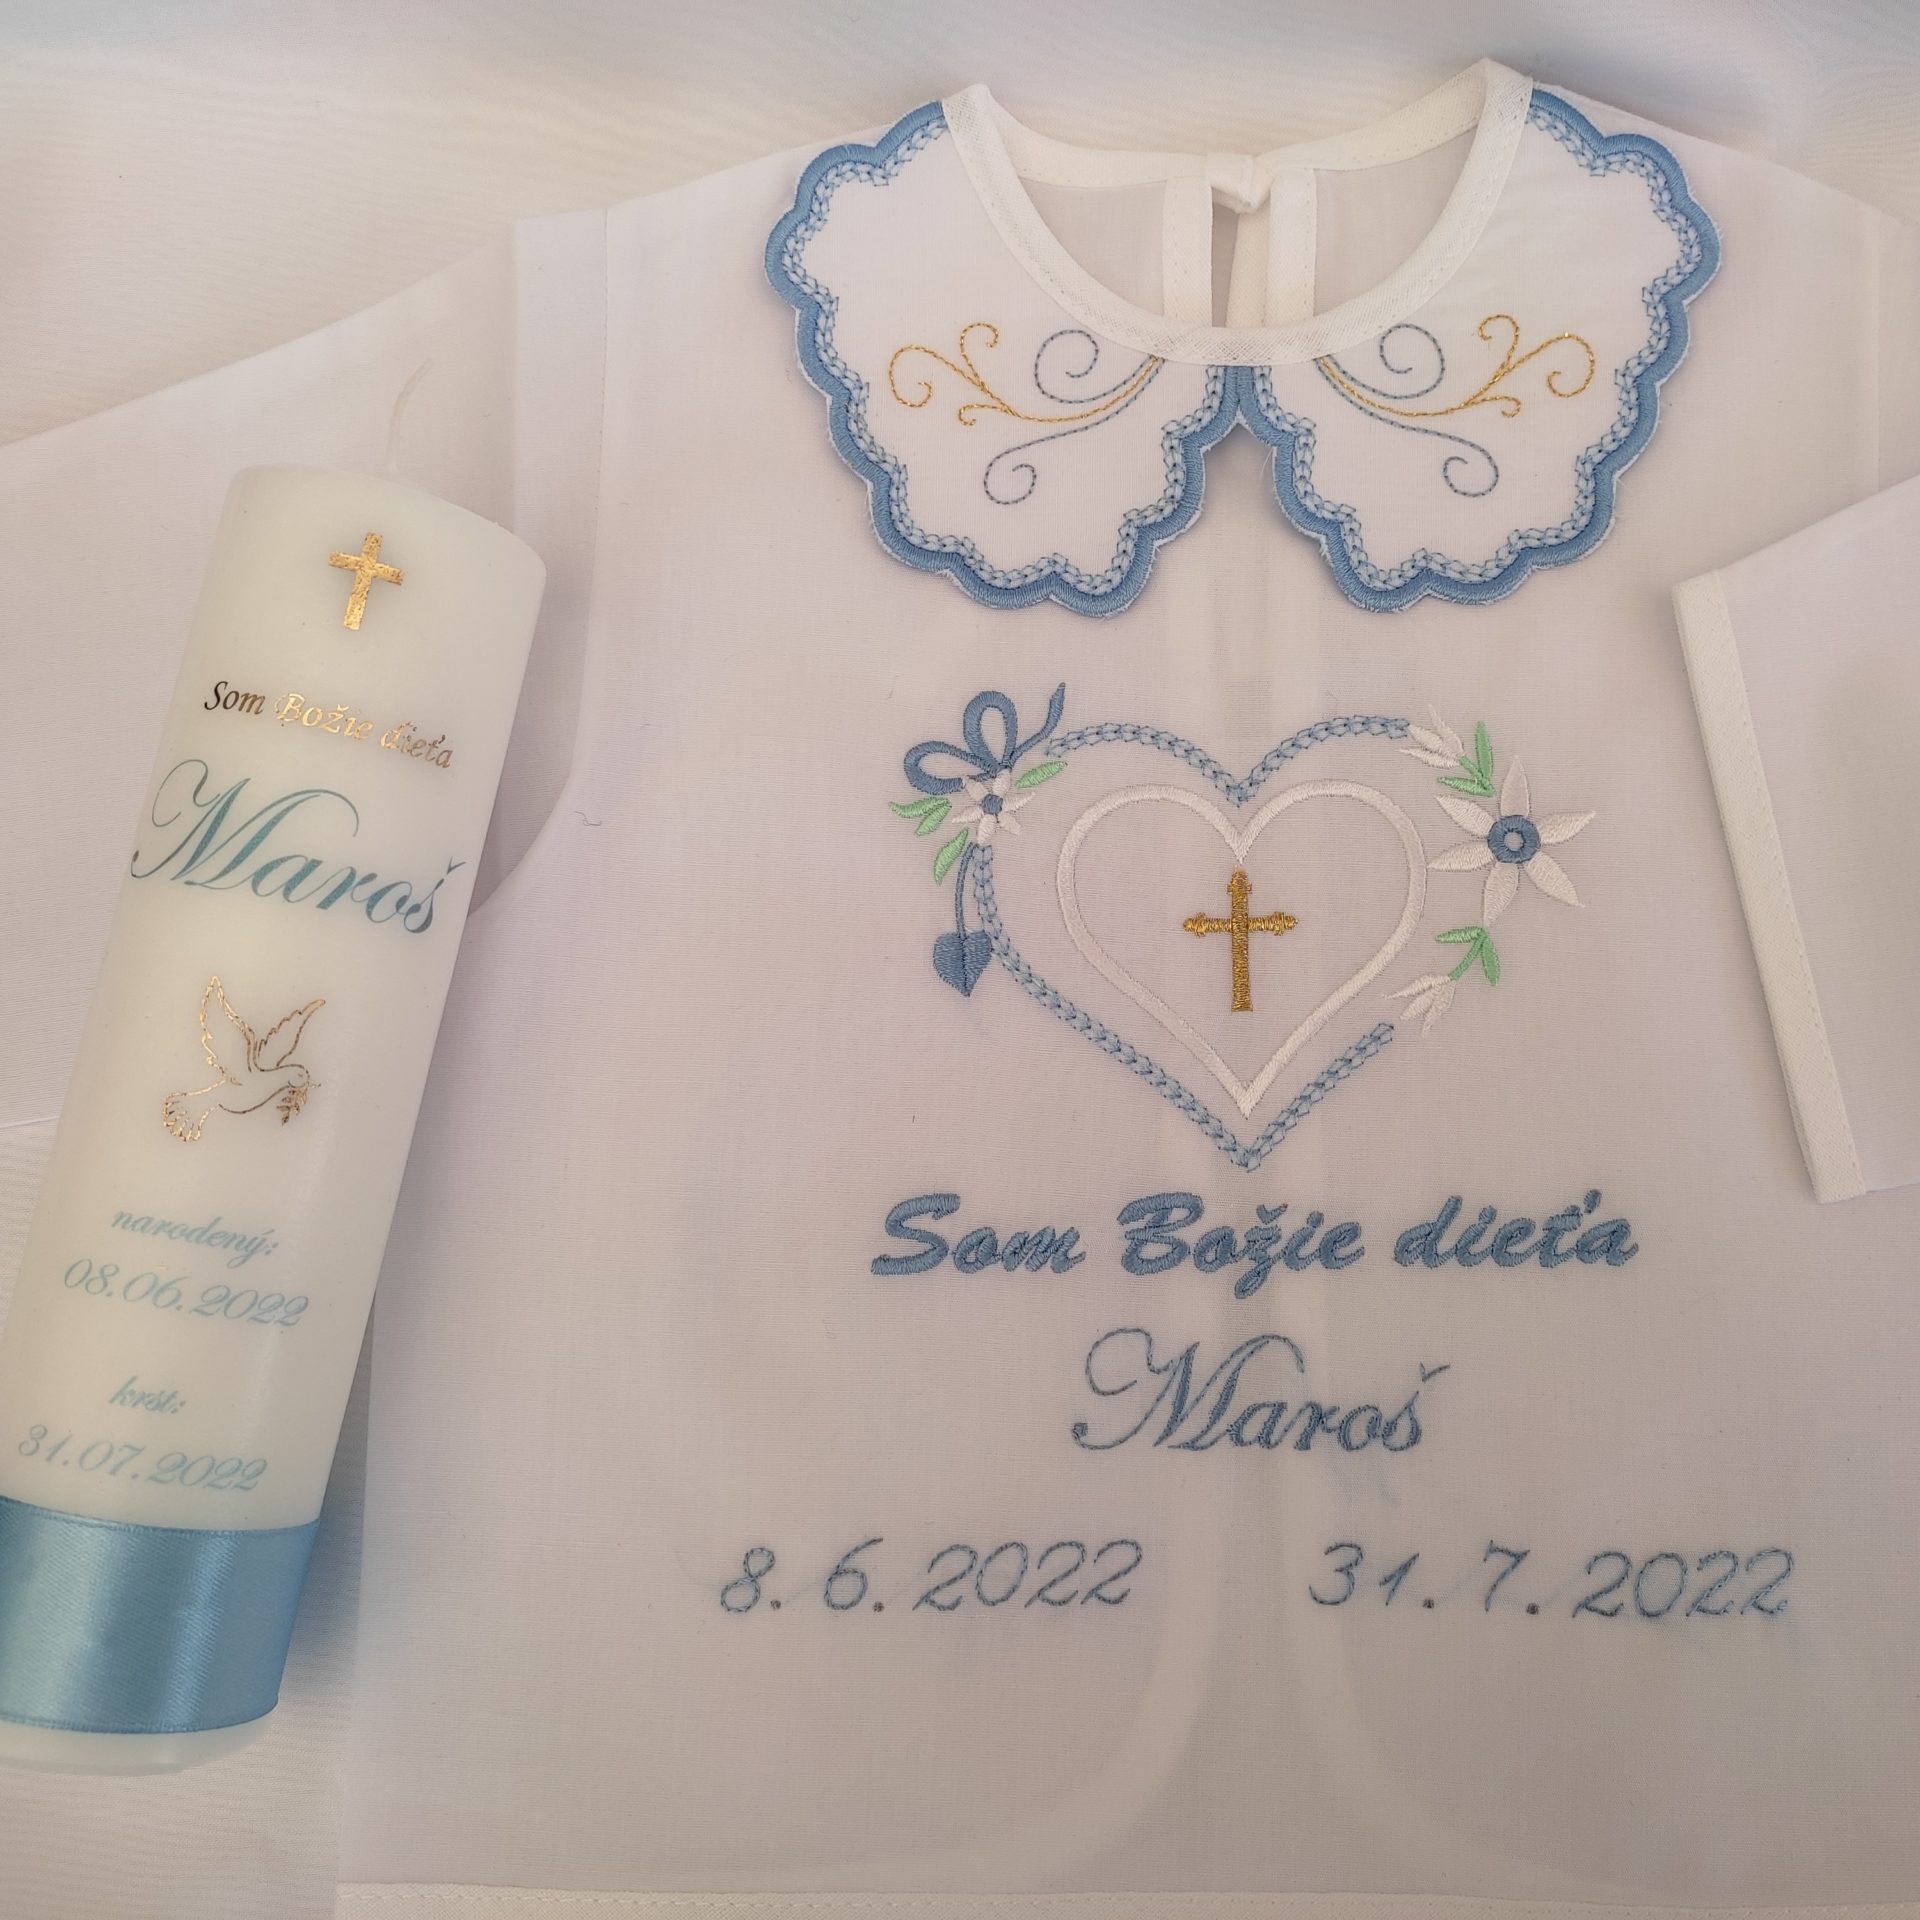 Som Božie dieťa
Maroš
narodený:
08.06.2022
krst:
31.07.2022
Som Božie dieťa
Maroš
8. 6. 2022 31. 7. 2022